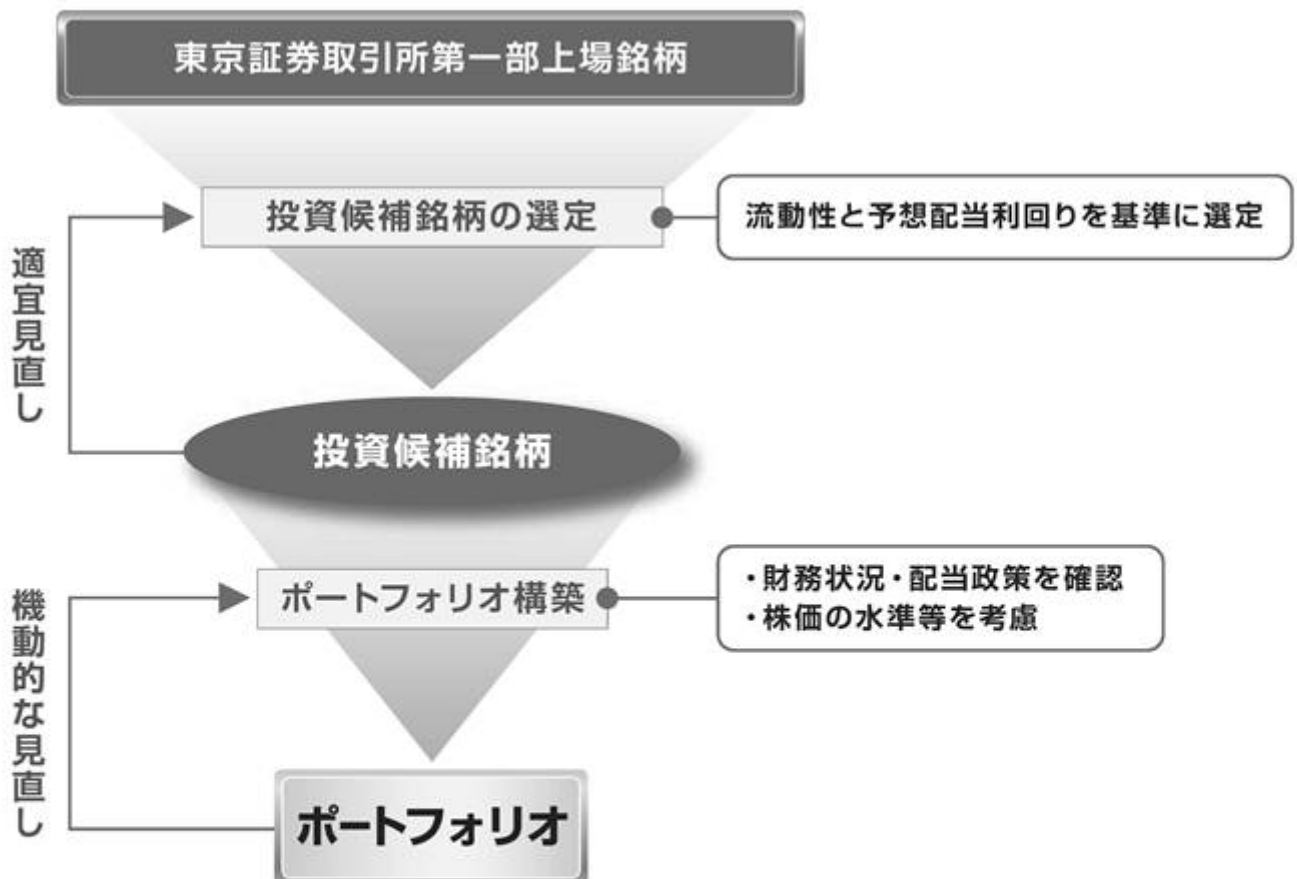 東京証券取引所第一部上場銘柄
投資候補銘柄の選定
流動性と予想配当利回りを基準に選定
適宜見直し
投資候補銘柄
ポートフォリオ構築
・財務状況・配当政策を確認
・株価の水準等を考慮
機動的な見直し
ポートフォリオ